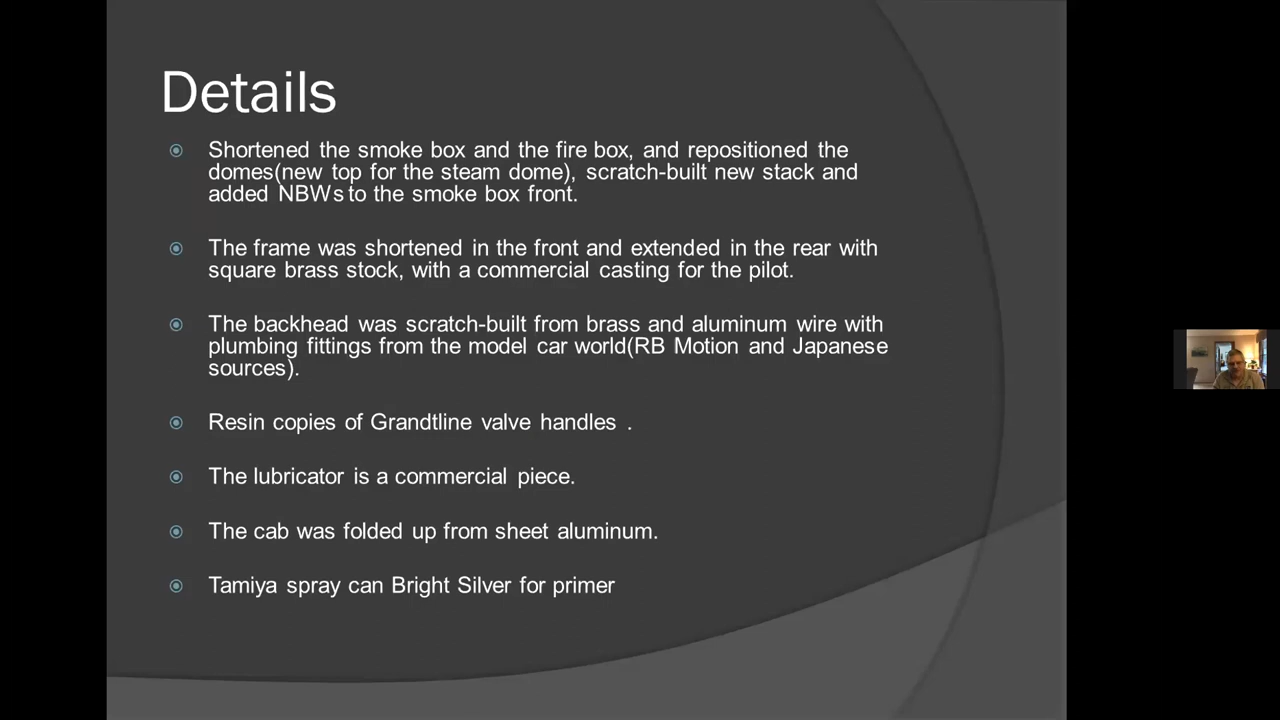 Details
Shortened the smoke box and the fire box, and repositioned the
domes(new top for the steam dome), scratch-built new stack and
added NBWs to the smoke box front.
The frame was shortened in the front and extended in the rear with
square brass stock, with a commercial casting for the pilot.
The backhead was scratch-built from brass and aluminum wire with
plumbing fittings from the model car world(RB Motion and Japanese
sources).
Resin copies of Grandtline valve handles .
The lubricator is a commercial piece.
The cab was folded up from sheet aluminum.
Tamiya spray can Bright Silver for primer